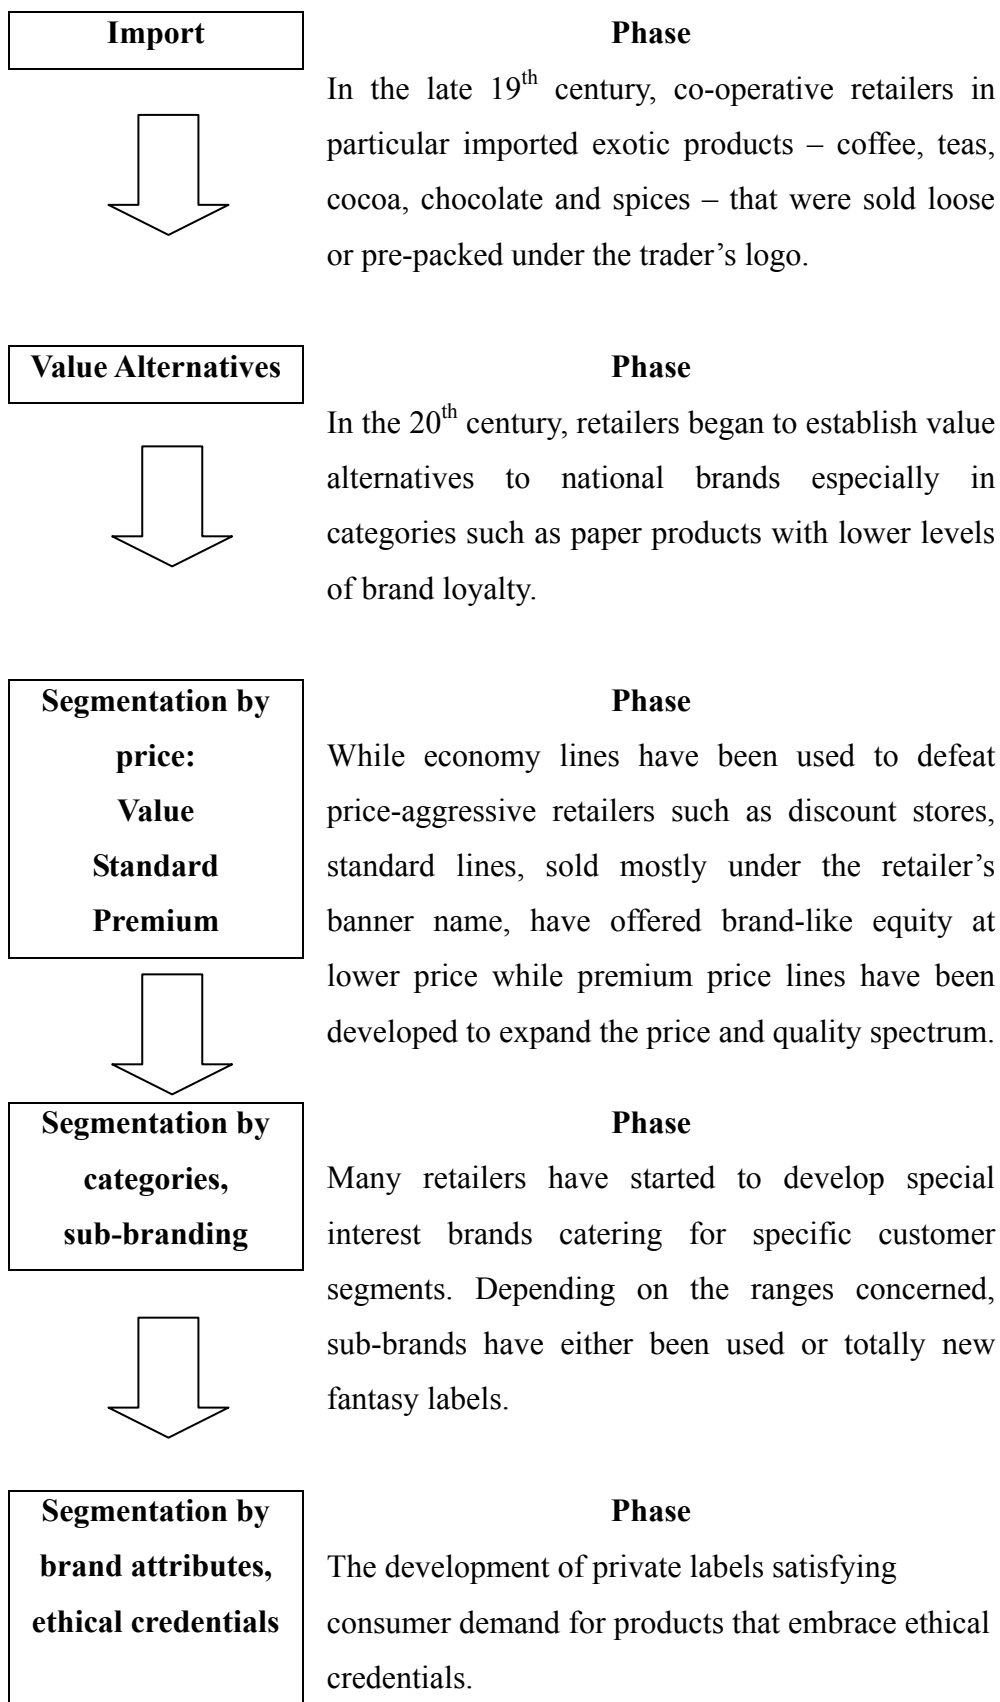 Import
Phase
In the late 19th century, co-operative retailers in
particular imported exotic products – coffee, teas,
cocoa, chocolate and spices – that were sold loose
or pre-packed under the trader’s logo.
Value Alternatives
Phase
In the 20th century, retailers began to establish value
alternatives to national brands especially in
categories such as paper products with lower levels
of brand loyalty.
Segmentation by
price:
Value
Standard
Premium
Phase
While economy lines have been used to defeat
price-aggressive retailers such as discount stores,
standard lines, sold mostly under the retailer’s
banner name, have offered brand-like equity at
lower price while premium price lines have been
developed to expand the price and quality spectrum.
Segmentation by
categories,
sub-branding
Phase
Many retailers have started to develop special
interest brands catering for specific customer
segments. Depending on the ranges concerned,
sub-brands have either been used or totally new
fantasy labels.
Segmentation by
brand attributes,
ethical credentials
Phase
The development of private labels satisfying
consumer demand for products that embrace ethical
credentials.